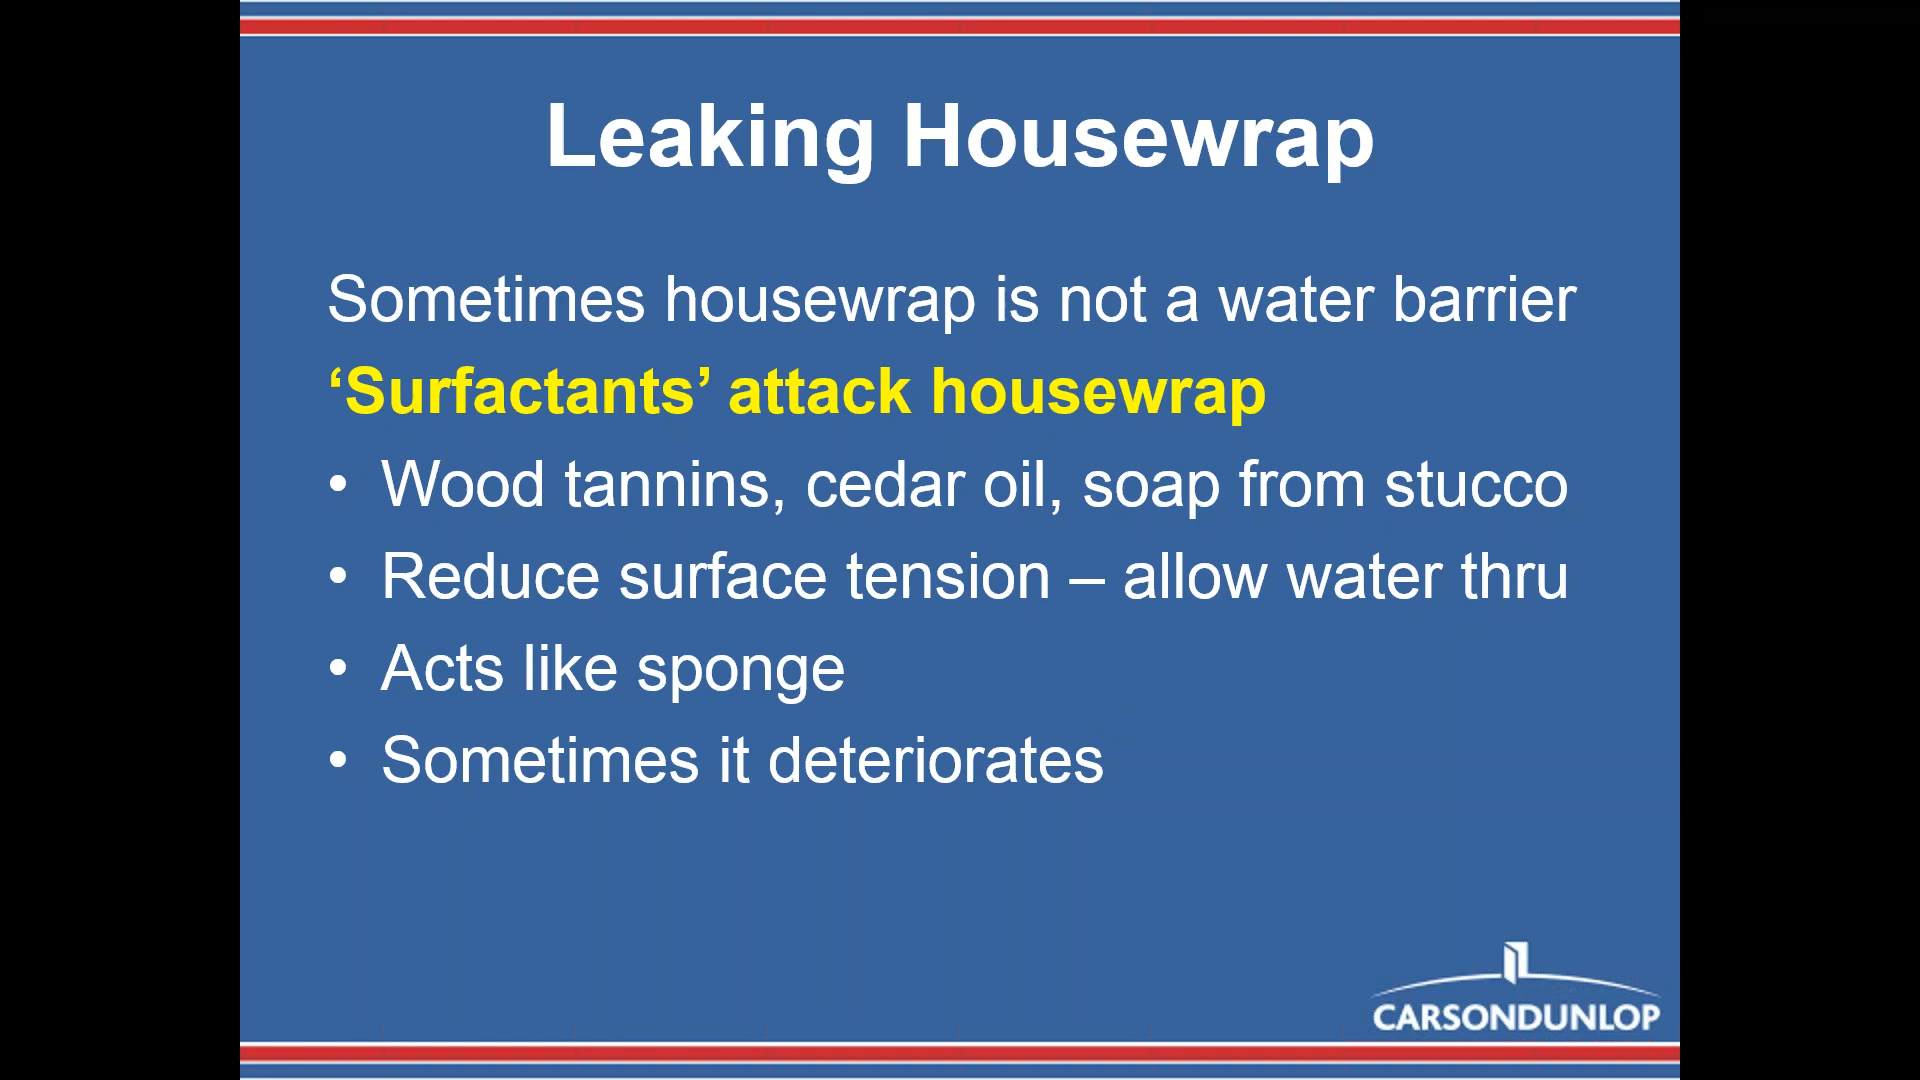 Leaking Housewrap
Sometimes housewrap is not a water barrier
‘Surfactants’ attack housewrap
• Wood tannins, cedar oil, soap from stucco
• Reduce surface tension – allow water thru
• Acts like sponge
• Sometimes it deteriorates
CARSONDUNLOP